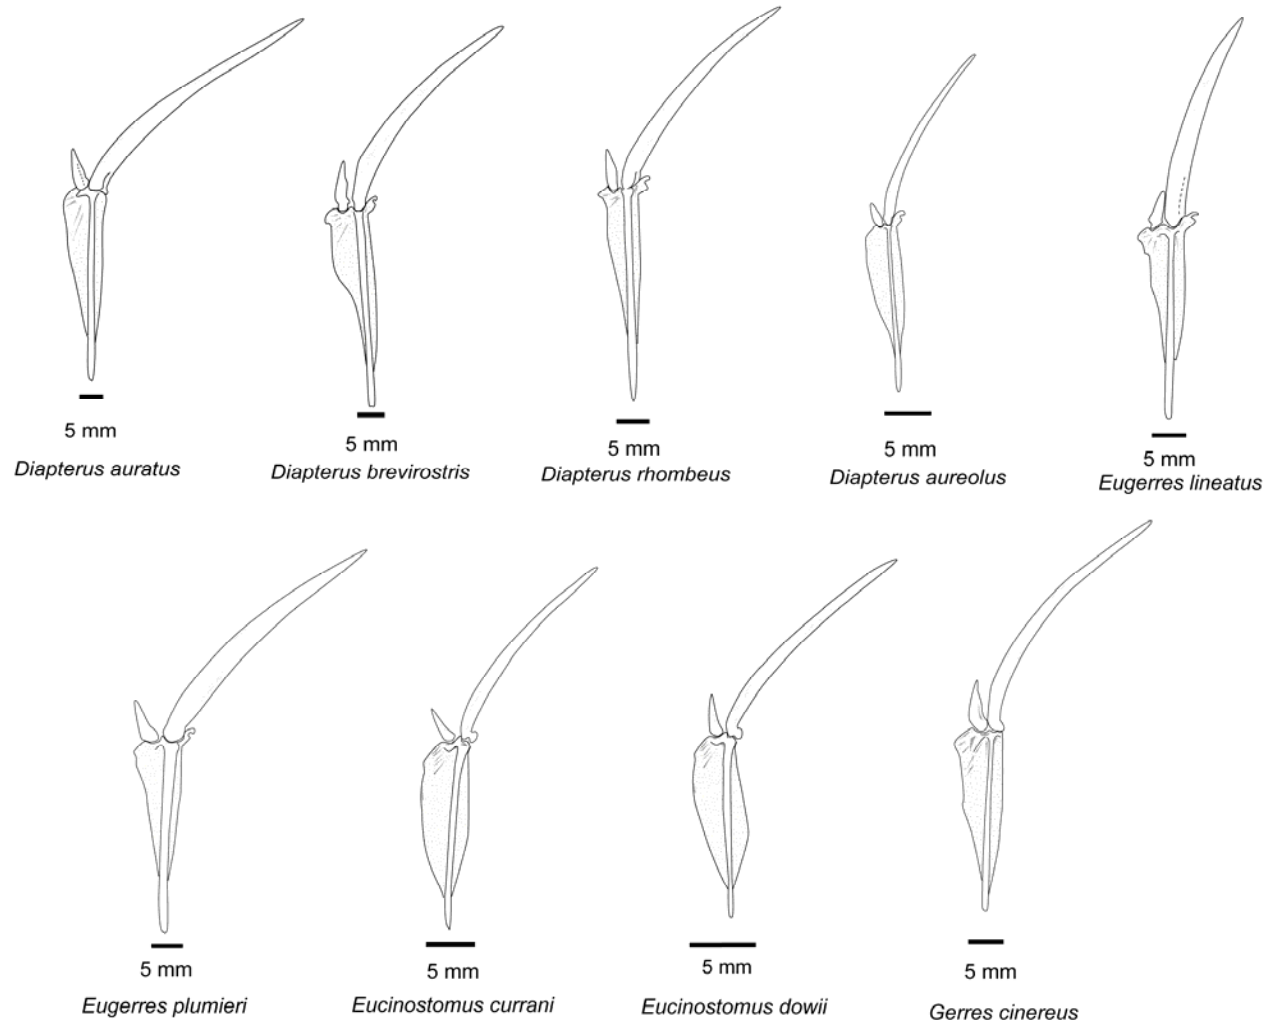 5 mm
Diapterus auratus
5 mm
Diapterus brevirostris
5 mm
Diapterus rhombeus
5 mm
Diapterus aureolus
5 mm
Eugerres lineatus
5 mm
Eugerres plumieri
5 mm
Eucinostomus currani
5 mm
Eucinostomus dowii
5 mm
Gerres cinereus